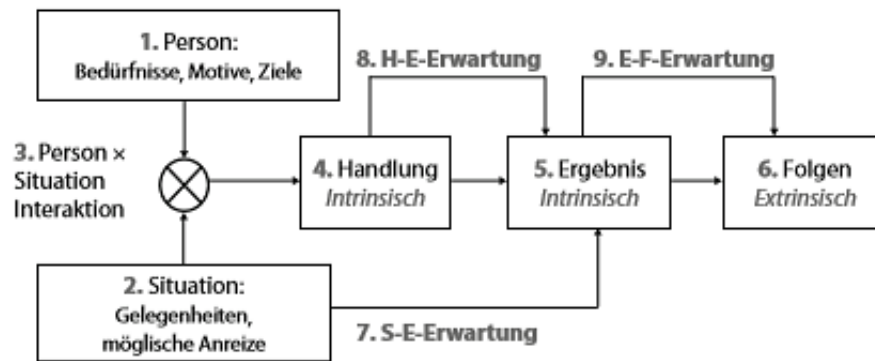 1. Person:
Bedürfnisse, Motive, Ziele
8. H-E-Erwartung
9. E-F-Erwartung
3. Person ×
Situation
Interaktion
4. Handlung
Intrinsisch
5. Ergebnis
Intrinsisch
6. Folgen
Extrinsisch
2. Situation:
Gelegenheiten,
möglische Anreize
7. S-E-Erwartung